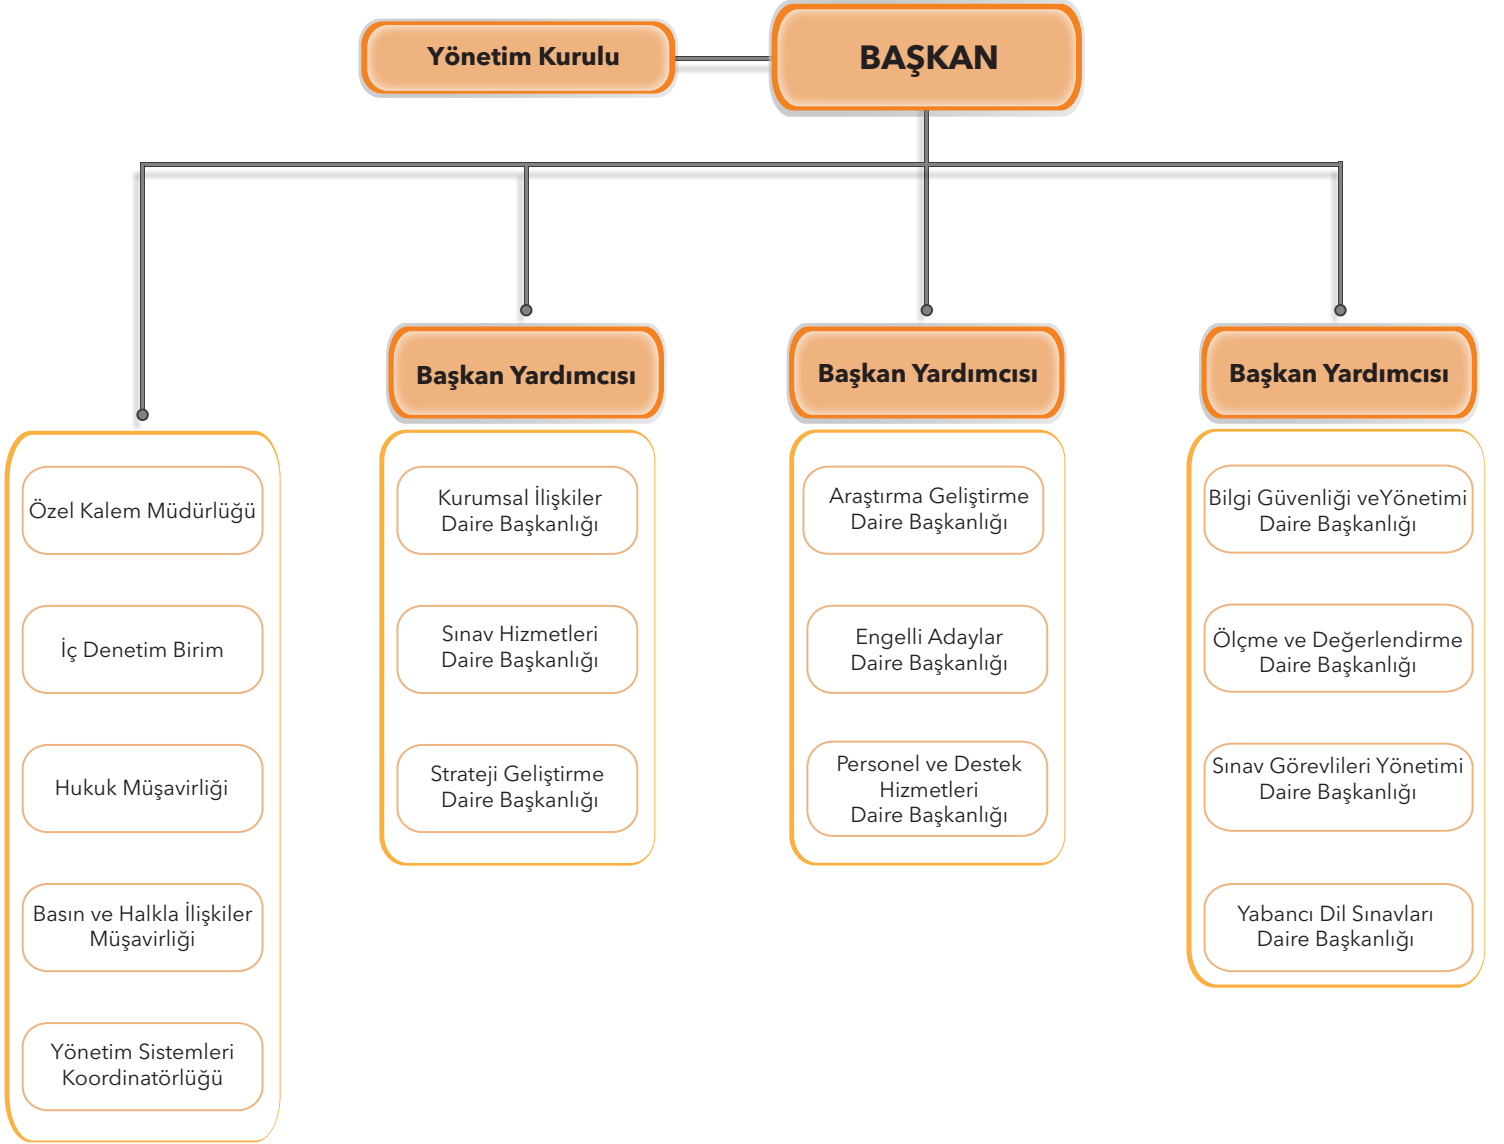 Yönetim Kurulu
BAŞKAN
Özel Kalem Müdürlüğü
İç Denetim Birim
Hukuk Müşavirliği
Basın ve Halkla İlişkiler
Müşavirliği
Yönetim Sistemleri
Koordinatörlüğü
Başkan Yardımcısı
Kurumsal İlişkiler
Daire Başkanlığı
Sınav Hizmetleri
Daire Başkanlığı
Strateji Geliştirme
Daire Başkanlığı
Başkan Yardımcısı
Araştırma Geliştirme
Daire Başkanlığı
Engelli Adaylar
Daire Başkanlığı
Personel ve Destek
Hizmetleri
Daire Başkanlığı
Başkan Yardımcısı
Bilgi Güvenliği veYönetimi
Daire Başkanlığı
Ölçme ve Değerlendirme
Daire Başkanlığı
Sınav Görevlileri Yönetimi
Daire Başkanlığı
Yabancı Dil Sınavları
Daire Başkanlığı